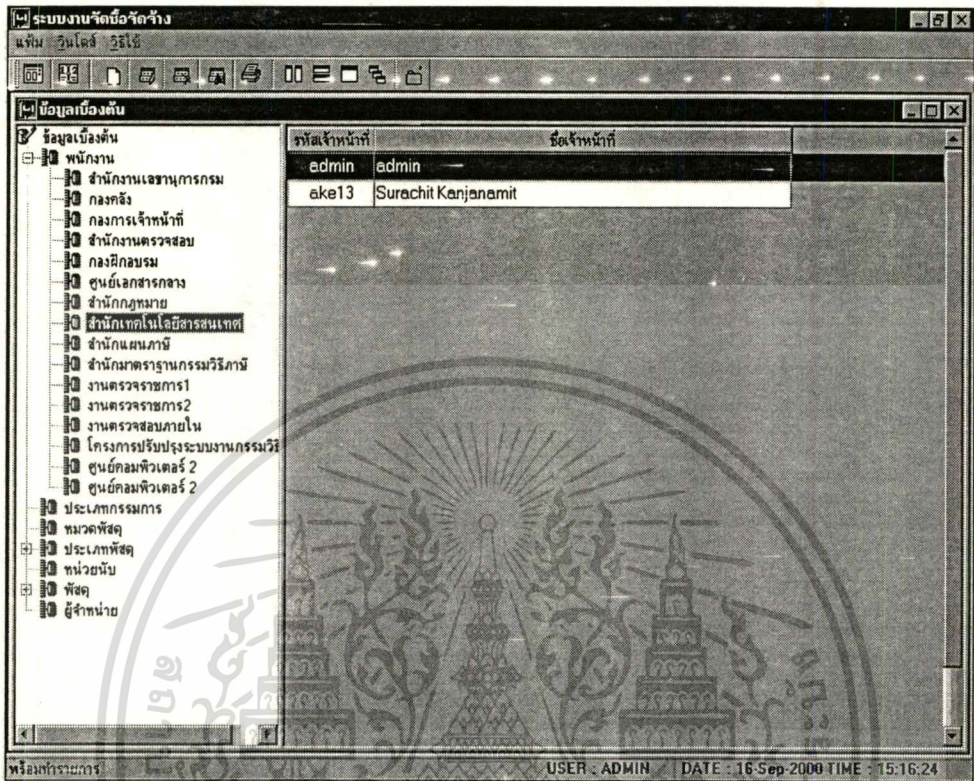 ระบบงานจัดซื้อจัดจ้าง
แฟ้ม วินโดส์ วิธีใช้
ข้อมูลเบื้องต้น
ข้อมูลเบื้องต้น
พนักงาน
สำนักงานเลขานุการกรม
กองคลัง
กองการเจ้าหน้าที่
สำนักงานตรวจสอบ
กองฝึกอบรม
ศูนย์เอกสารกลาง
สำนักกฎหมาย
สำนักเทคโนโลยีสารสนเทศ
สำนักแผนภาษี
สำนักมาตราฐานกรรมวิธีภาษี
งานตรวจราชการ1
งานตรวจราชการ2
งานตรวจสอบภายใน
โครงการปรับปรุงระบบงานกรรมวิธี
ศูนย์คอมพิวเตอร์ 2
ศูนย์คอมพิวเตอร์ 2
ประเภทกรรมการ
หมวดพัสดุ
ประเภทพัสดุ
หน่วยนับ
พัสดุ
ผู้จำหน่าย
รหัสเจ้าหน้าที่ ชื่อเจ้าหน้าที่
admin admin
ake13 Surachit Kanjanamit
พร้อมทำรายการ USER : ADMIN DATE : 16-Sep-2000 TIME : 15:16:24